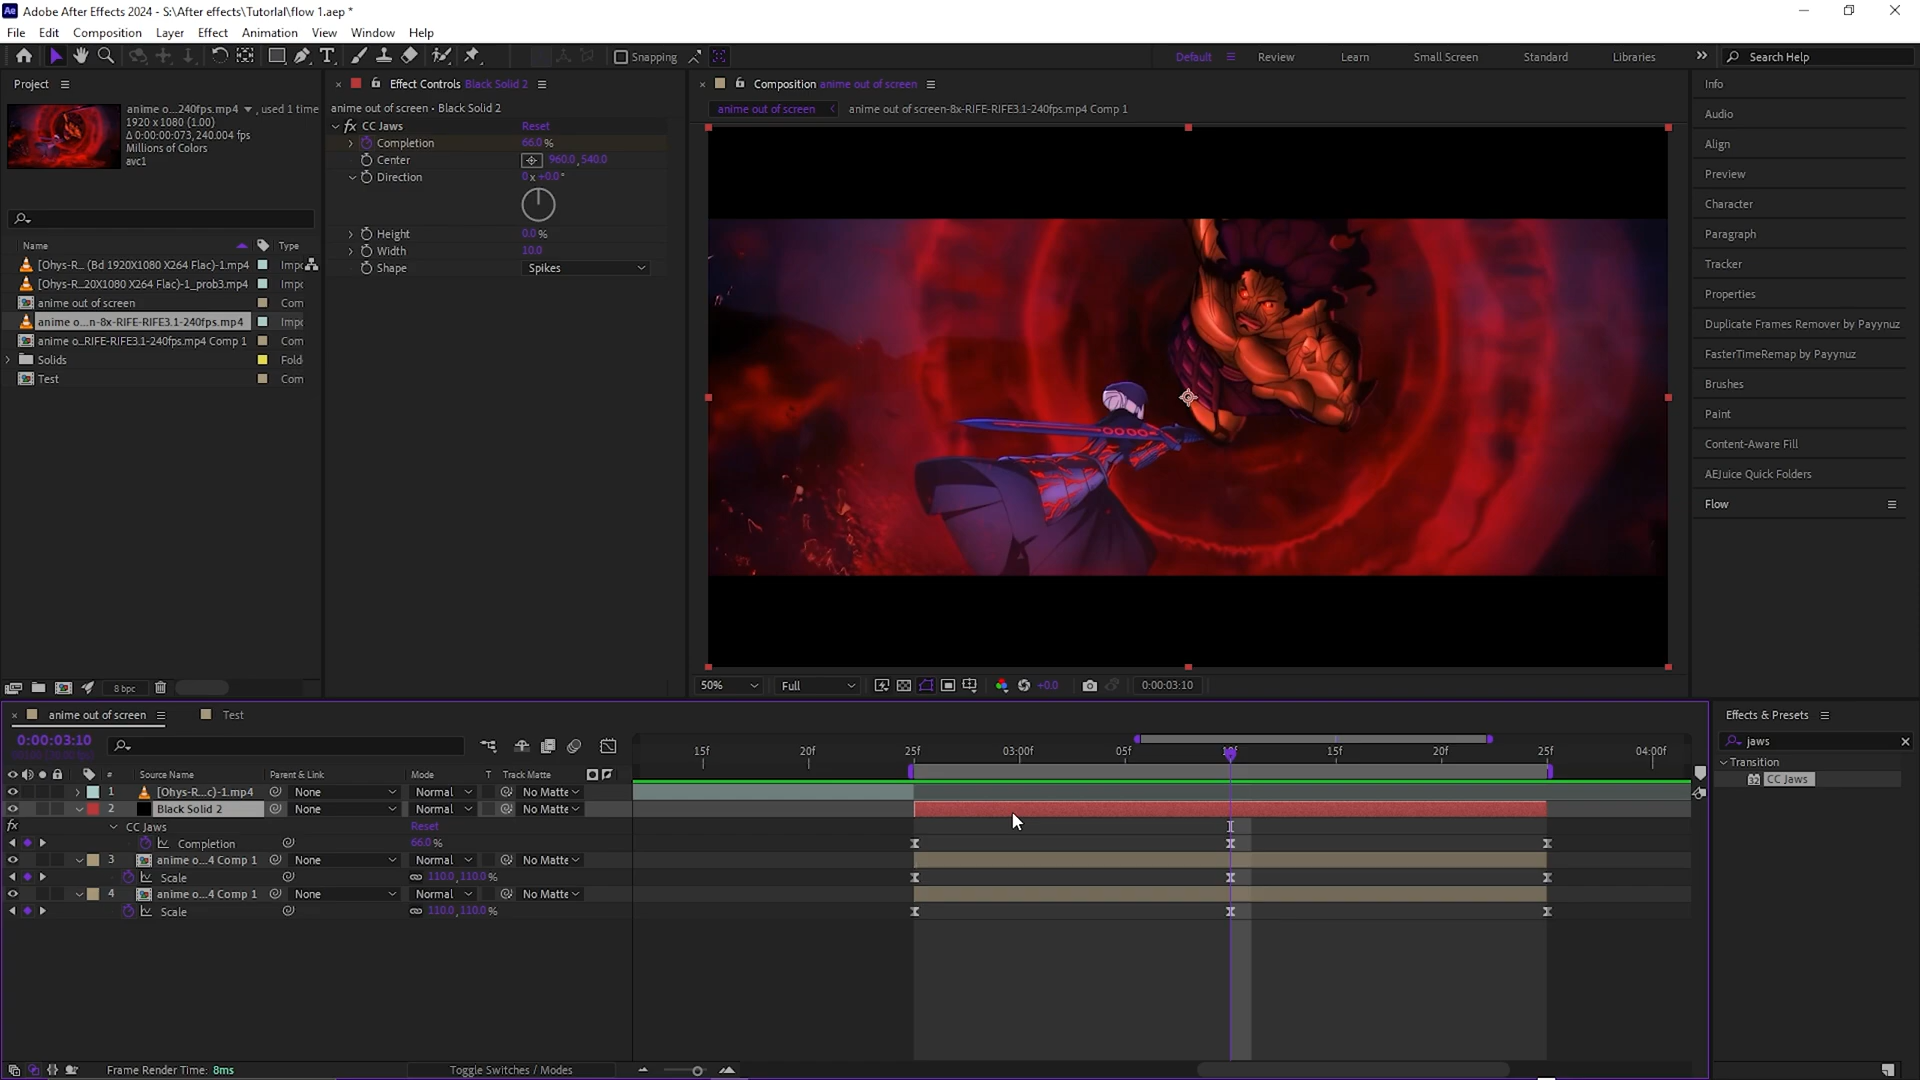 Adobe After Effects 2024 - S:\After effects\Tutorial\flow 1.aep *
File Edit Composition Layer Effect Animation View Window Help
Snapping
Default Review Learn Small Screen Standard Libraries Search Help
Project
anime o...240fps.mp4 , used 1 time
1920 x 1080 (1.00)
Δ 0:00:00:073, 240.004 fps
Millions of Colors
avc1
Name Type
[Ohys-R... (Bd 1920X1080 X264 Flac)-1.mp4 Impc
[Ohys-R...20X1080 X264 Flac)-1_prob3.mp4 Impc
anime out of screen Com
anime o...n-8x-RIFE-RIFE3.1-240fps.mp4 Impc
anime o...RIFE-RIFE3.1-240fps.mp4 Comp 1 Com
Solids Fold
Test Com
8 bpc
Effect Controls Black Solid 2
anime out of screen • Black Solid 2
fx CC Jaws Reset
Completion 66.0 %
Center 960.0, 540.0
Direction 0 x +0.0 °
Height 0.0 %
Width 10.0
Shape Spikes
Composition anime out of screen
anime out of screen anime out of screen-8x-RIFE-RIFE3.1-240fps.mp4 Comp 1
50% Full +0.0 0:00:03:10
Info
Audio
Align
Preview
Character
Paragraph
Tracker
Properties
Duplicate Frames Remover by Payynuz
FasterTimeRemap by Payynuz
Brushes
Paint
Content-Aware Fill
AEJuice Quick Folders
Flow
Effects & Presets
jaws
Transition
CC Jaws
anime out of screen Test
0:00:03:10
15f 20f 25f 03:00f 05f 10f 15f 20f 25f 04:00f
# Source Name Parent & Link Mode T Track Matte
1 [Ohys-R...c)-1.mp4 None Normal No Matte
2 Black Solid 2 None Normal No Matte
fx CC Jaws Reset
Completion 66.0 %
3 anime o...4 Comp 1 None Normal No Matte
Scale 110.0, 110.0 %
4 anime o...4 Comp 1 None Normal No Matte
Scale 110.0, 110.0 %
Frame Render Time: 8ms Toggle Switches / Modes